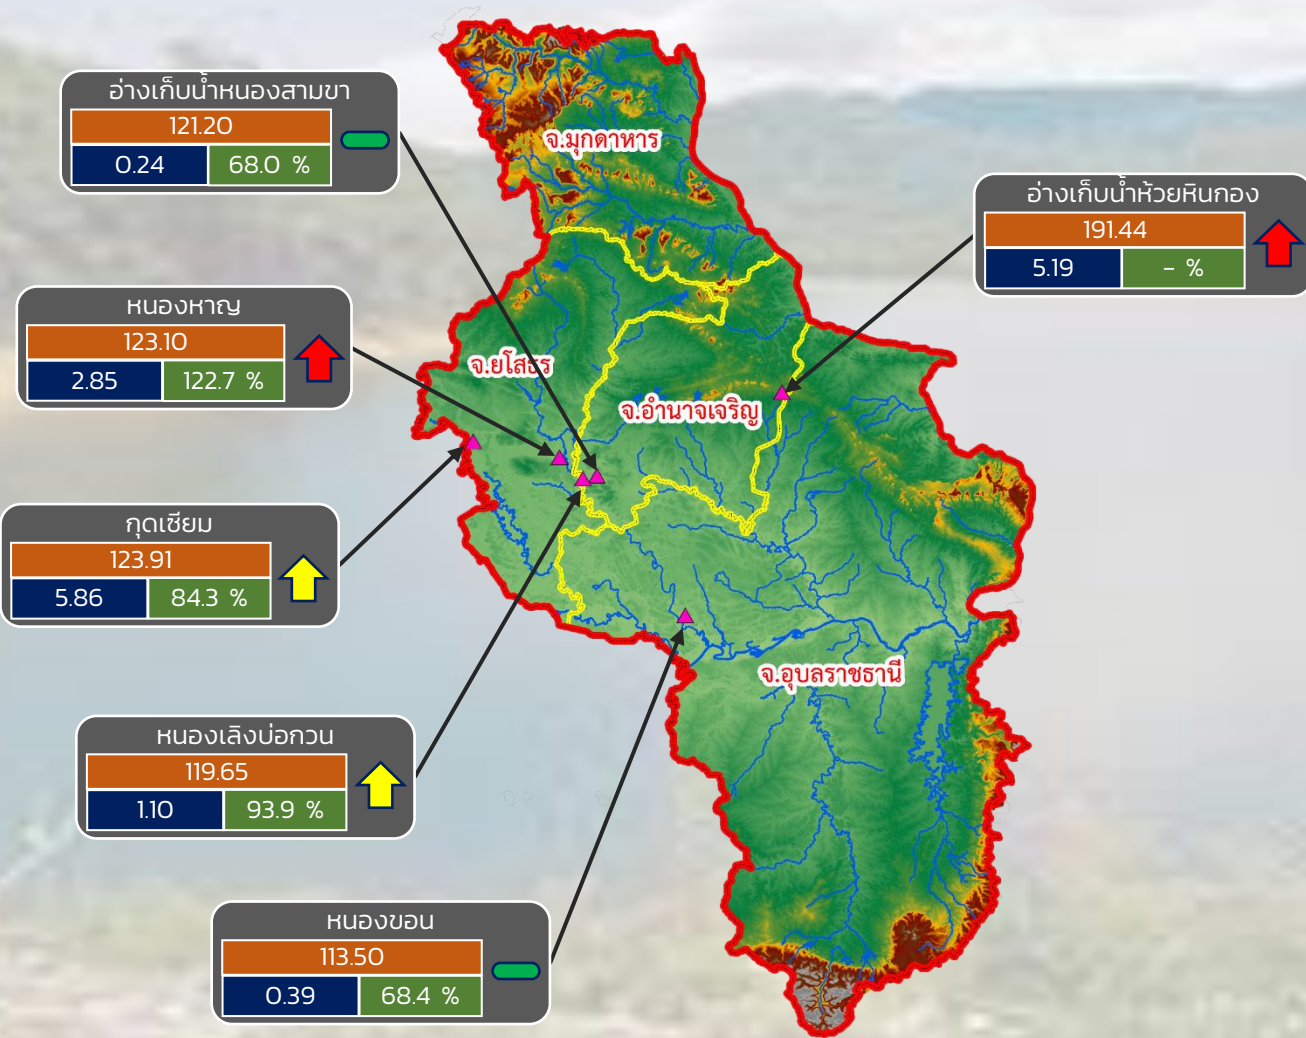 อ่างเก็บน้ำหนองสามขา
121.20
0.24 68.0 %
จ.มุกดาหาร
อ่างเก็บน้ำห้วยหินกอง
191.44
5.19 - %
หนองหาญ
123.10
2.85 122.7 %
จ.ยโสธร
จ.อำนาจเจริญ
กุดเซียม
123.91
5.86 84.3 %
จ.อุบลราชธานี
หนองเลิงบ่อกวน
119.65
1.10 93.9 %
หนองขอน
113.50
0.39 68.4 %